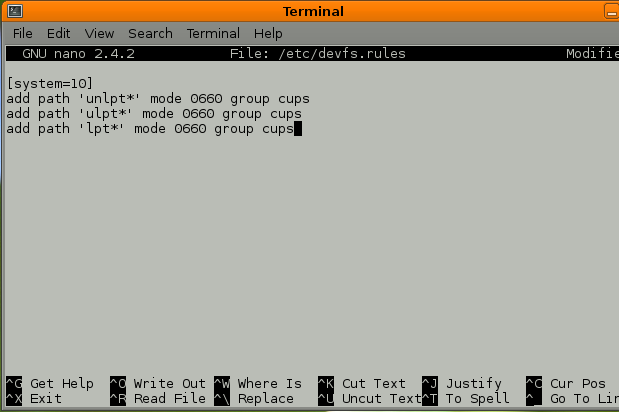 Terminal
File Edit View Search Terminal Help
GNU nano 2.4.2 File: /etc/devfs.rules Modifie
[system=10]
add path 'unlpt*' mode 0660 group cups
add path 'ulpt*' mode 0660 group cups
add path 'lpt*' mode 0660 group cups
^G Get Help ^O Write Out ^W Where Is ^K Cut Text ^J Justify ^C Cur Pos
^X Exit ^R Read File ^\ Replace ^U Uncut Text ^T To Spell ^_ Go To Lin